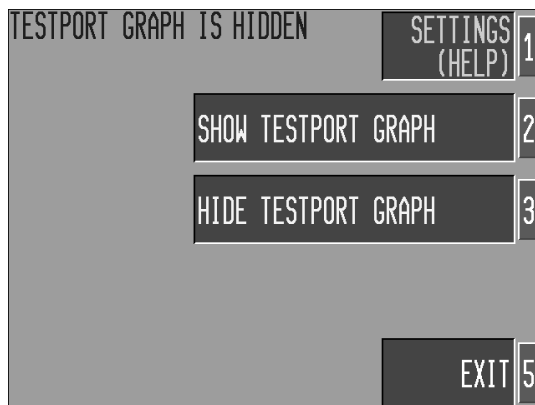 TESTPORT GRAPH IS HIDDEN
SETTINGS
(HELP)
1
SHOW TESTPORT GRAPH
2
HIDE TESTPORT GRAPH
3
EXIT
5